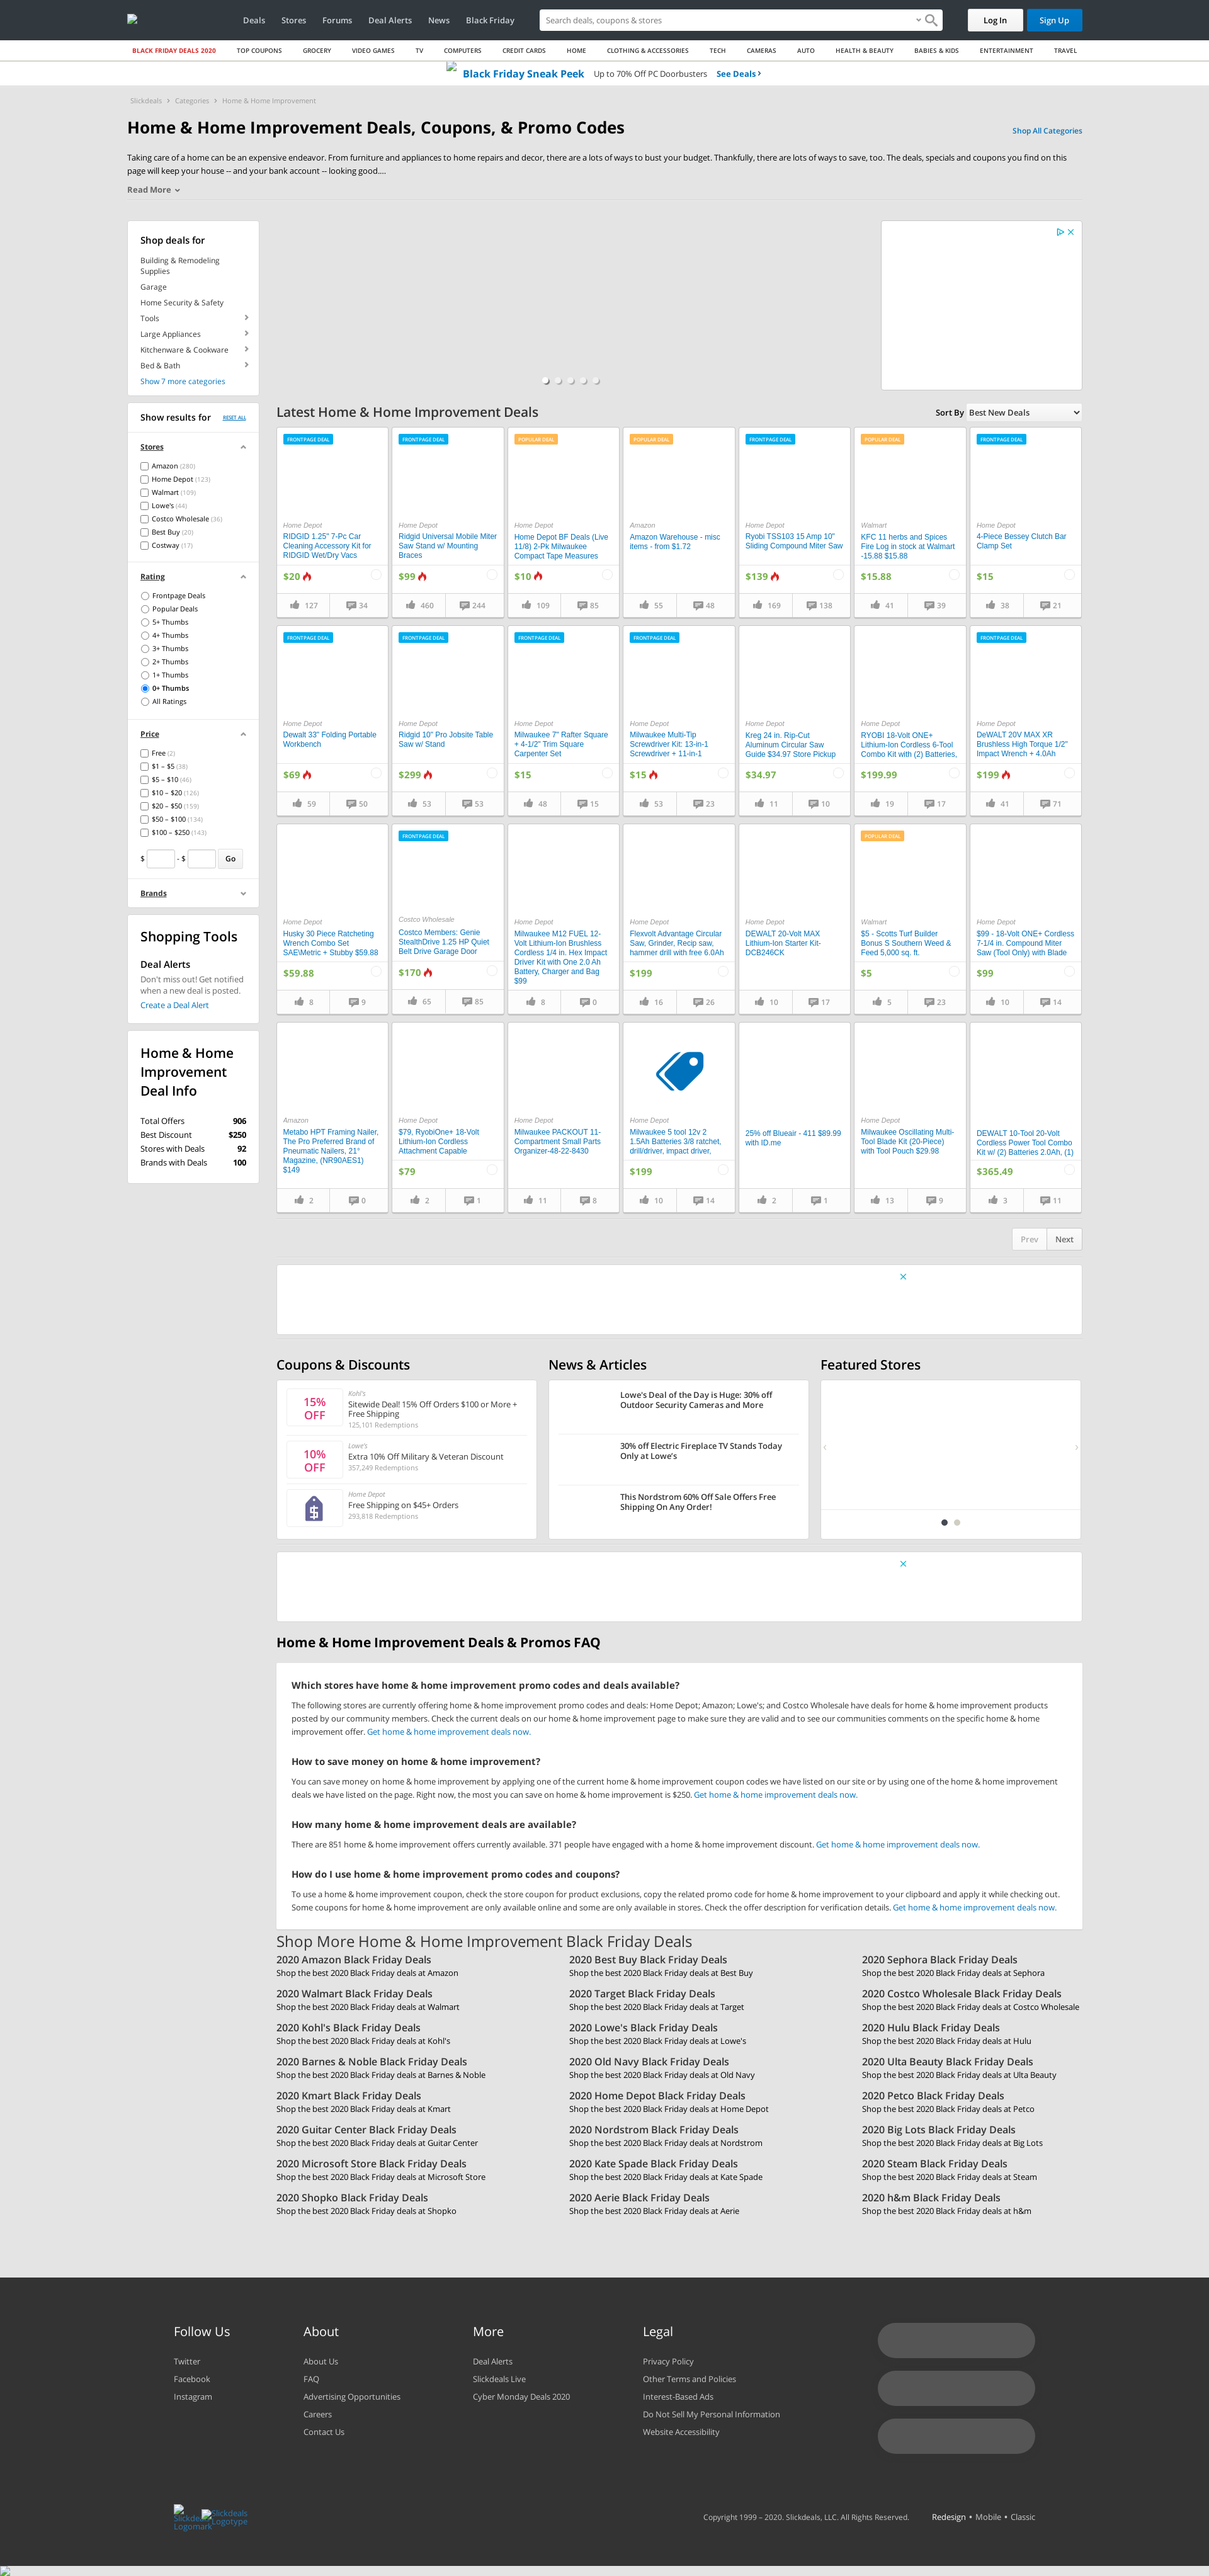 Deals Stores Forums Deal Alerts News Black Friday
Search deals, coupons & stores
Log In
Sign Up
BLACK FRIDAY DEALS 2020 TOP COUPONS GROCERY VIDEO GAMES TV COMPUTERS CREDIT CARDS HOME CLOTHING & ACCESSORIES TECH CAMERAS AUTO HEALTH & BEAUTY BABIES & KIDS ENTERTAINMENT TRAVEL
Black Friday Sneak Peek Up to 70% Off PC Doorbusters See Deals
Slickdeals Categories Home & Home Improvement
Home & Home Improvement Deals, Coupons, & Promo Codes
Shop All Categories
Taking care of a home can be an expensive endeavor. From furniture and appliances to home repairs and decor, there are a lots of ways to bust your budget. Thankfully, there are lots of ways to save, too. The deals, specials and coupons you find on this
page will keep your house -- and your bank account -- looking good....
Read More
Shop deals for
Building & Remodeling
Supplies
Garage
Home Security & Safety
Tools
Large Appliances
Kitchenware & Cookware
Bed & Bath
Show 7 more categories
Show results for
RESET ALL
Stores
Amazon (280)
Home Depot (123)
Walmart (109)
Lowe's (44)
Costco Wholesale (36)
Best Buy (20)
Costway (17)
Rating
Frontpage Deals
Popular Deals
5+ Thumbs
4+ Thumbs
3+ Thumbs
2+ Thumbs
1+ Thumbs
0+ Thumbs
All Ratings
Price
Free (2)
$1 – $5 (38)
$5 – $10 (46)
$10 – $20 (126)
$20 – $50 (159)
$50 – $100 (134)
$100 – $250 (143)
$ - $ Go
Brands
Shopping Tools
Deal Alerts
Don't miss out! Get notified
when a new deal is posted.
Create a Deal Alert
Home & Home
Improvement
Deal Info
Total Offers 906
Best Discount $250
Stores with Deals 92
Brands with Deals 100
Latest Home & Home Improvement Deals
Sort By Best New Deals
FRONTPAGE DEAL
Home Depot
RIDGID 1.25" 7-Pc Car
Cleaning Accessory Kit for
RIDGID Wet/Dry Vacs
$20
127 34
FRONTPAGE DEAL
Home Depot
Ridgid Universal Mobile Miter
Saw Stand w/ Mounting
Braces
$99
460 244
POPULAR DEAL
Home Depot
Home Depot BF Deals (Live
11/8) 2-Pk Milwaukee
Compact Tape Measures
$10
109 85
POPULAR DEAL
Amazon
Amazon Warehouse - misc
items - from $1.72
55 48
FRONTPAGE DEAL
Home Depot
Ryobi TSS103 15 Amp 10"
Sliding Compound Miter Saw
$139
169 138
POPULAR DEAL
Walmart
KFC 11 herbs and Spices
Fire Log in stock at Walmart
-15.88 $15.88
$15.88
41 39
FRONTPAGE DEAL
Home Depot
4-Piece Bessey Clutch Bar
Clamp Set
$15
38 21
FRONTPAGE DEAL
Home Depot
Dewalt 33" Folding Portable
Workbench
$69
59 50
FRONTPAGE DEAL
Home Depot
Ridgid 10" Pro Jobsite Table
Saw w/ Stand
$299
53 53
FRONTPAGE DEAL
Home Depot
Milwaukee 7" Rafter Square
+ 4-1/2" Trim Square
Carpenter Set
$15
48 15
FRONTPAGE DEAL
Home Depot
Milwaukee Multi-Tip
Screwdriver Kit: 13-in-1
Screwdriver + 11-in-1
$15
53 23
Home Depot
Kreg 24 in. Rip-Cut
Aluminum Circular Saw
Guide $34.97 Store Pickup
$34.97
11 10
Home Depot
RYOBI 18-Volt ONE+
Lithium-Ion Cordless 6-Tool
Combo Kit with (2) Batteries,
$199.99
19 17
FRONTPAGE DEAL
Home Depot
DeWALT 20V MAX XR
Brushless High Torque 1/2"
Impact Wrench + 4.0Ah
$199
41 71
Home Depot
Husky 30 Piece Ratcheting
Wrench Combo Set
SAE\Metric + Stubby $59.88
$59.88
8 9
FRONTPAGE DEAL
Costco Wholesale
Costco Members: Genie
StealthDrive 1.25 HP Quiet
Belt Drive Garage Door
$170
65 85
Home Depot
Milwaukee M12 FUEL 12-
Volt Lithium-Ion Brushless
Cordless 1/4 in. Hex Impact
Driver Kit with One 2.0 Ah
Battery, Charger and Bag
$99
8 0
Home Depot
Flexvolt Advantage Circular
Saw, Grinder, Recip saw,
hammer drill with free 6.0Ah
$199
16 26
Home Depot
DEWALT 20-Volt MAX
Lithium-Ion Starter Kit-
DCB246CK
10 17
POPULAR DEAL
Walmart
$5 - Scotts Turf Builder
Bonus S Southern Weed &
Feed 5,000 sq. ft.
$5
5 23
Home Depot
$99 - 18-Volt ONE+ Cordless
7-1/4 in. Compound Miter
Saw (Tool Only) with Blade
$99
10 14
Amazon
Metabo HPT Framing Nailer,
The Pro Preferred Brand of
Pneumatic Nailers, 21°
Magazine, (NR90AES1)
$149
2 0
Home Depot
$79, RyobiOne+ 18-Volt
Lithium-Ion Cordless
Attachment Capable
$79
2 1
Home Depot
Milwaukee PACKOUT 11-
Compartment Small Parts
Organizer-48-22-8430
11 8
Home Depot
Milwaukee 5 tool 12v 2
1.5Ah Batteries 3/8 ratchet,
drill/driver, impact driver,
$199
10 14
25% off Blueair - 411 $89.99
with ID.me
2 1
Home Depot
Milwaukee Oscillating Multi-
Tool Blade Kit (20-Piece)
with Tool Pouch $29.98
13 9
DEWALT 10-Tool 20-Volt
Cordless Power Tool Combo
Kit w/ (2) Batteries 2.0Ah, (1)
$365.49
3 11
Prev Next
Coupons & Discounts
15%
OFF
Kohl's
Sitewide Deal! 15% Off Orders $100 or More +
Free Shipping
125,101 Redemptions
10%
OFF
Lowe's
Extra 10% Off Military & Veteran Discount
357,249 Redemptions
Home Depot
Free Shipping on $45+ Orders
293,818 Redemptions
News & Articles
Lowe's Deal of the Day is Huge: 30% off
Outdoor Security Cameras and More
30% off Electric Fireplace TV Stands Today
Only at Lowe's
This Nordstrom 60% Off Sale Offers Free
Shipping On Any Order!
Featured Stores
Home & Home Improvement Deals & Promos FAQ
Which stores have home & home improvement promo codes and deals available?
The following stores are currently offering home & home improvement promo codes and deals: Home Depot; Amazon; Lowe's; and Costco Wholesale have deals for home & home improvement products
posted by our community members. Check the current deals on our home & home improvement page to make sure they are valid and to see our communities comments on the specific home & home
improvement offer. Get home & home improvement deals now.
How to save money on home & home improvement?
You can save money on home & home improvement by applying one of the current home & home improvement coupon codes we have listed on our site or by using one of the home & home improvement
deals we have listed on the page. Right now, the most you can save on home & home improvement is $250. Get home & home improvement deals now.
How many home & home improvement deals are available?
There are 851 home & home improvement offers currently available. 371 people have engaged with a home & home improvement discount. Get home & home improvement deals now.
How do I use home & home improvement promo codes and coupons?
To use a home & home improvement coupon, check the store coupon for product exclusions, copy the related promo code for home & home improvement to your clipboard and apply it while checking out.
Some coupons for home & home improvement are only available online and some are only available in stores. Check the offer description for verification details. Get home & home improvement deals now.
Shop More Home & Home Improvement Black Friday Deals
2020 Amazon Black Friday Deals
Shop the best 2020 Black Friday deals at Amazon
2020 Best Buy Black Friday Deals
Shop the best 2020 Black Friday deals at Best Buy
2020 Sephora Black Friday Deals
Shop the best 2020 Black Friday deals at Sephora
2020 Walmart Black Friday Deals
Shop the best 2020 Black Friday deals at Walmart
2020 Target Black Friday Deals
Shop the best 2020 Black Friday deals at Target
2020 Costco Wholesale Black Friday Deals
Shop the best 2020 Black Friday deals at Costco Wholesale
2020 Kohl's Black Friday Deals
Shop the best 2020 Black Friday deals at Kohl's
2020 Lowe's Black Friday Deals
Shop the best 2020 Black Friday deals at Lowe's
2020 Hulu Black Friday Deals
Shop the best 2020 Black Friday deals at Hulu
2020 Barnes & Noble Black Friday Deals
Shop the best 2020 Black Friday deals at Barnes & Noble
2020 Old Navy Black Friday Deals
Shop the best 2020 Black Friday deals at Old Navy
2020 Ulta Beauty Black Friday Deals
Shop the best 2020 Black Friday deals at Ulta Beauty
2020 Kmart Black Friday Deals
Shop the best 2020 Black Friday deals at Kmart
2020 Home Depot Black Friday Deals
Shop the best 2020 Black Friday deals at Home Depot
2020 Petco Black Friday Deals
Shop the best 2020 Black Friday deals at Petco
2020 Guitar Center Black Friday Deals
Shop the best 2020 Black Friday deals at Guitar Center
2020 Nordstrom Black Friday Deals
Shop the best 2020 Black Friday deals at Nordstrom
2020 Big Lots Black Friday Deals
Shop the best 2020 Black Friday deals at Big Lots
2020 Microsoft Store Black Friday Deals
Shop the best 2020 Black Friday deals at Microsoft Store
2020 Kate Spade Black Friday Deals
Shop the best 2020 Black Friday deals at Kate Spade
2020 Steam Black Friday Deals
Shop the best 2020 Black Friday deals at Steam
2020 Shopko Black Friday Deals
Shop the best 2020 Black Friday deals at Shopko
2020 Aerie Black Friday Deals
Shop the best 2020 Black Friday deals at Aerie
2020 h&m Black Friday Deals
Shop the best 2020 Black Friday deals at h&m
Follow Us
Twitter
Facebook
Instagram
About
About Us
FAQ
Advertising Opportunities
Careers
Contact Us
More
Deal Alerts
Slickdeals Live
Cyber Monday Deals 2020
Legal
Privacy Policy
Other Terms and Policies
Interest-Based Ads
Do Not Sell My Personal Information
Website Accessibility
Slickdeals
Logotype
Logomark
Copyright 1999 – 2020. Slickdeals, LLC. All Rights Reserved. Redesign • Mobile • Classic